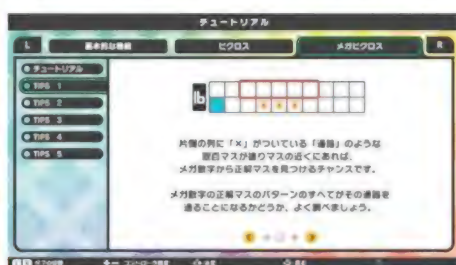 チュートリアル
L
基本的な機能
ピクロス
メガピクロス
R
チュートリアル
TIPS 1
TIPS 2
TIPS 3
TIPS 4
TIPS 5
16
片側の列に「×」がついている「通路」のような
空白マスが塗りマスの近くにあれば、
メガ数字から正解マスを見つけるチャンスです。
メガ数字の正解マスのパターンのすべてがその通路を
通ることになるかどうか、よく調べましょう。